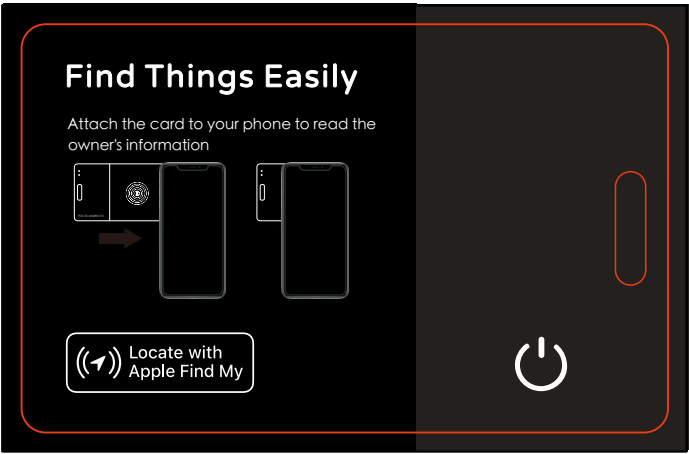 Find Things Easily
Attach the card to your phone to read the
owner's information
Locate with
Apple Find My